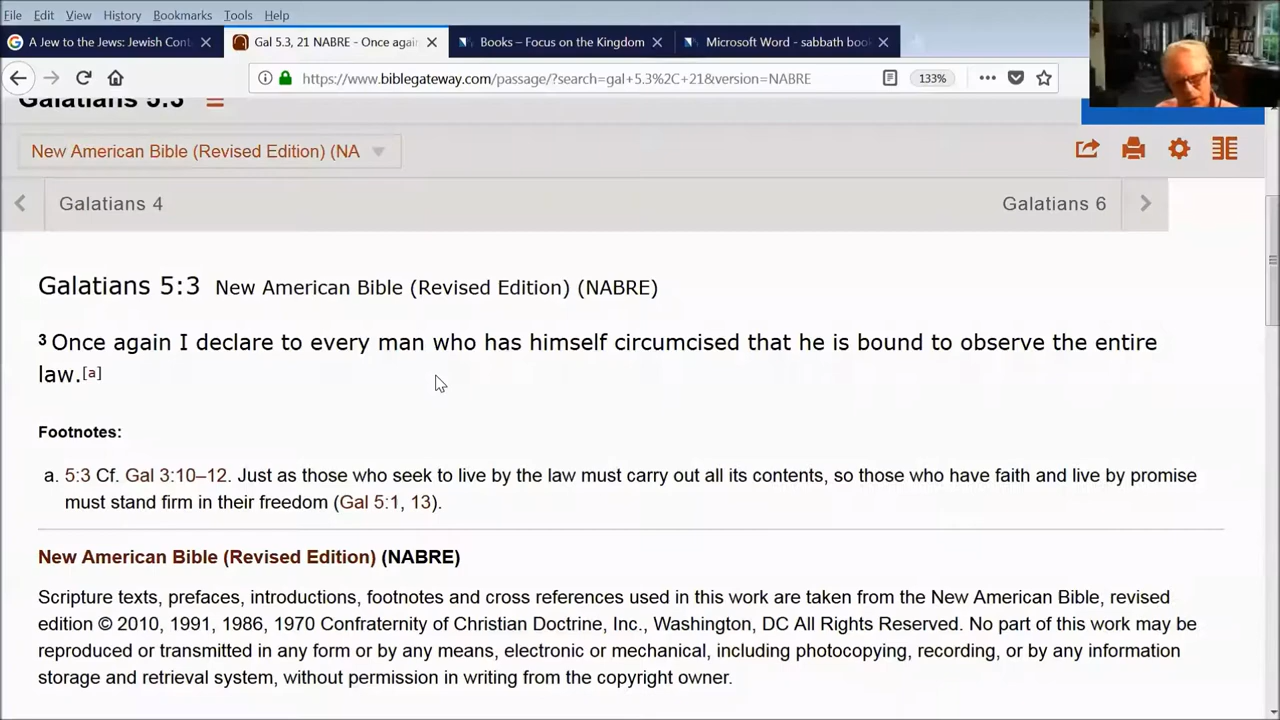 File Edit View History Bookmarks Tools Help
A Jew to the Jews: Jewish Cont × Gal 5.3, 21 NABRE - Once again × Books – Focus on the Kingdom × Microsoft Word - sabbath boo ×
https://www.biblegateway.com/passage/?search=gal+5.3%2C+21&version=NABRE 133%
Galatians 5:3
New American Bible (Revised Edition) (NA
Galatians 4 Galatians 6
Galatians 5:3 New American Bible (Revised Edition) (NABRE)
3 Once again I declare to every man who has himself circumcised that he is bound to observe the entire
law.[a]
Footnotes:
a. 5:3 Cf. Gal 3:10–12. Just as those who seek to live by the law must carry out all its contents, so those who have faith and live by promise
must stand firm in their freedom (Gal 5:1, 13).
New American Bible (Revised Edition) (NABRE)
Scripture texts, prefaces, introductions, footnotes and cross references used in this work are taken from the New American Bible, revised
edition © 2010, 1991, 1986, 1970 Confraternity of Christian Doctrine, Inc., Washington, DC All Rights Reserved. No part of this work may be
reproduced or transmitted in any form or by any means, electronic or mechanical, including photocopying, recording, or by any information
storage and retrieval system, without permission in writing from the copyright owner.